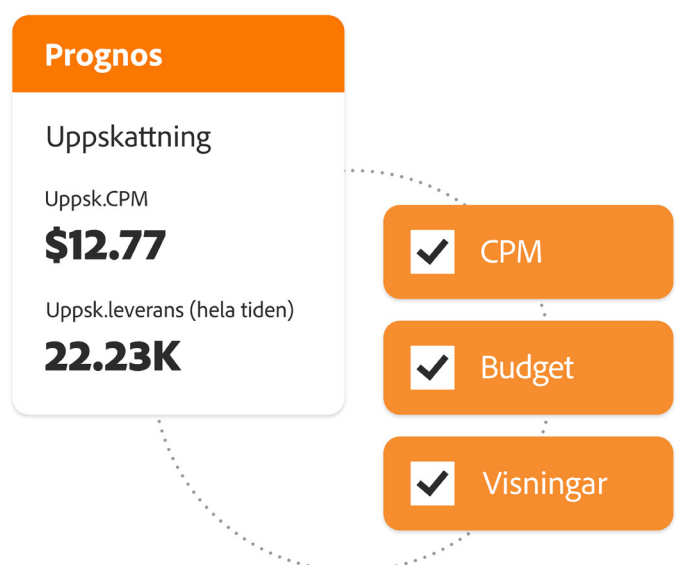 Prognos
Uppskattning
Uppsk.CPM
$12.77
Uppsk.leverans (hela tiden)
22.23K
CPM
Budget
Visningar